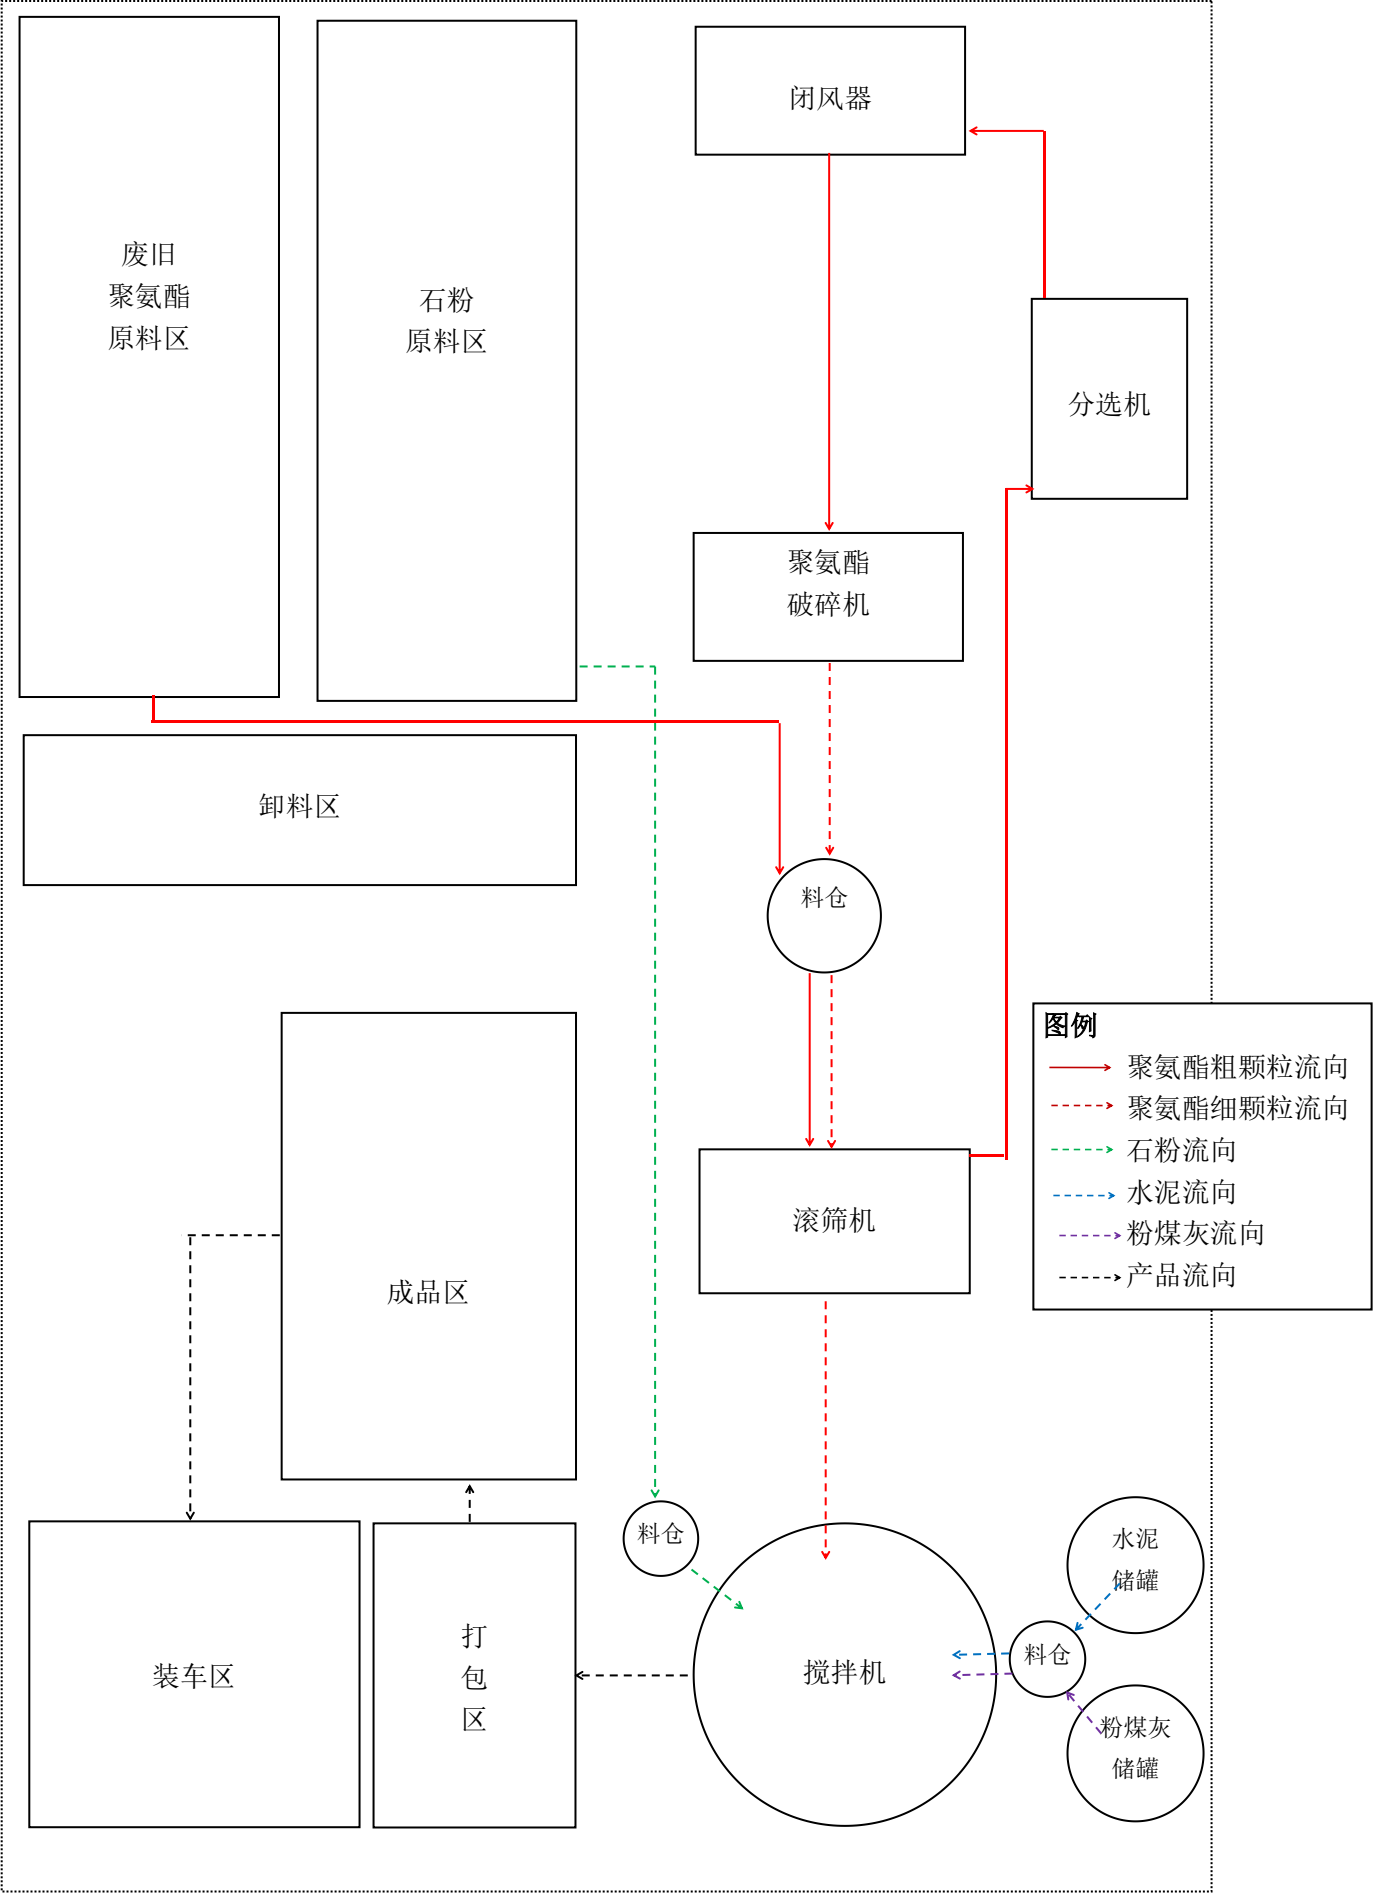 闭风器
废旧
聚氨酯
原料区
石粉
原料区
分选机
聚氨酯
破碎机
卸料区
料仓
图例
聚氨酯粗颗粒流向
聚氨酯细颗粒流向
石粉流向
水泥流向
粉煤灰流向
产品流向
滚筛机
成品区
料仓
水泥
储罐
打
包
区
装车区
搅拌机
料仓
粉煤灰
储罐